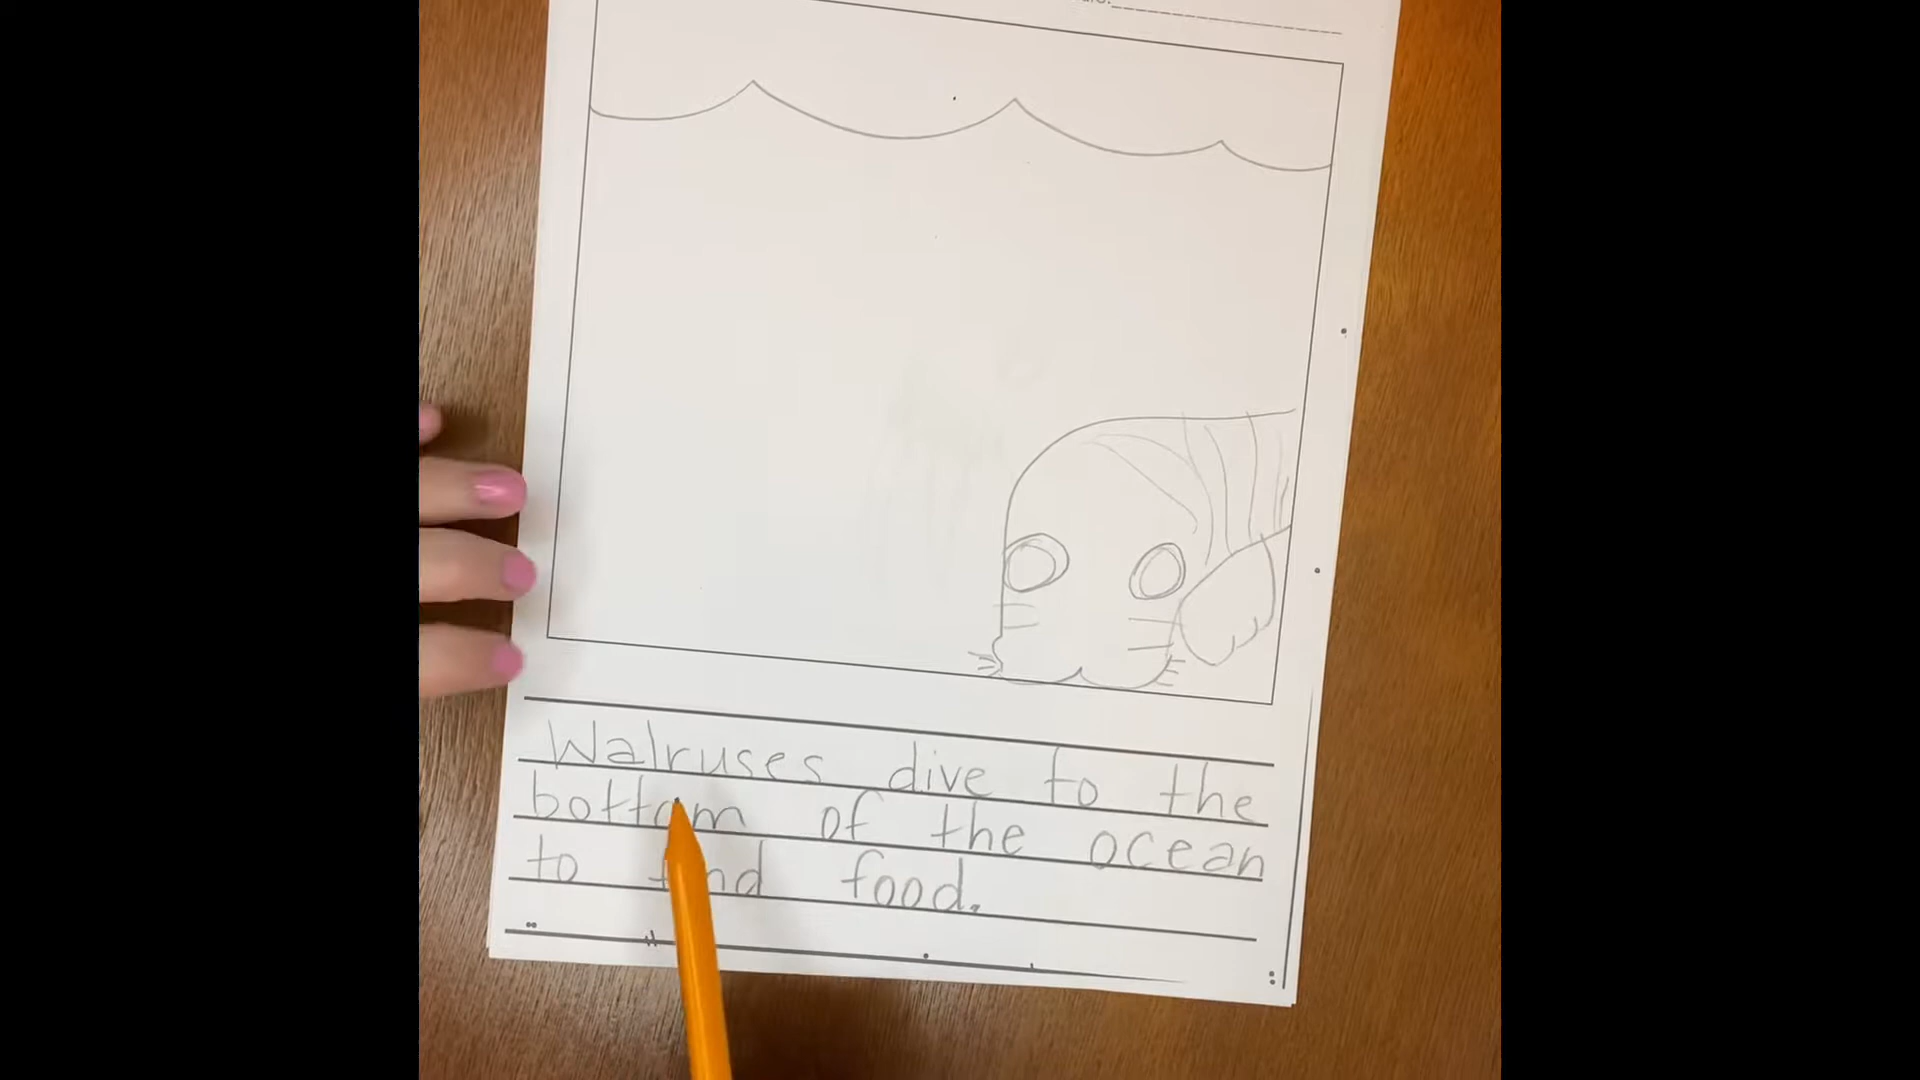 Walruses dive to the
bottom of the ocean
to find food.